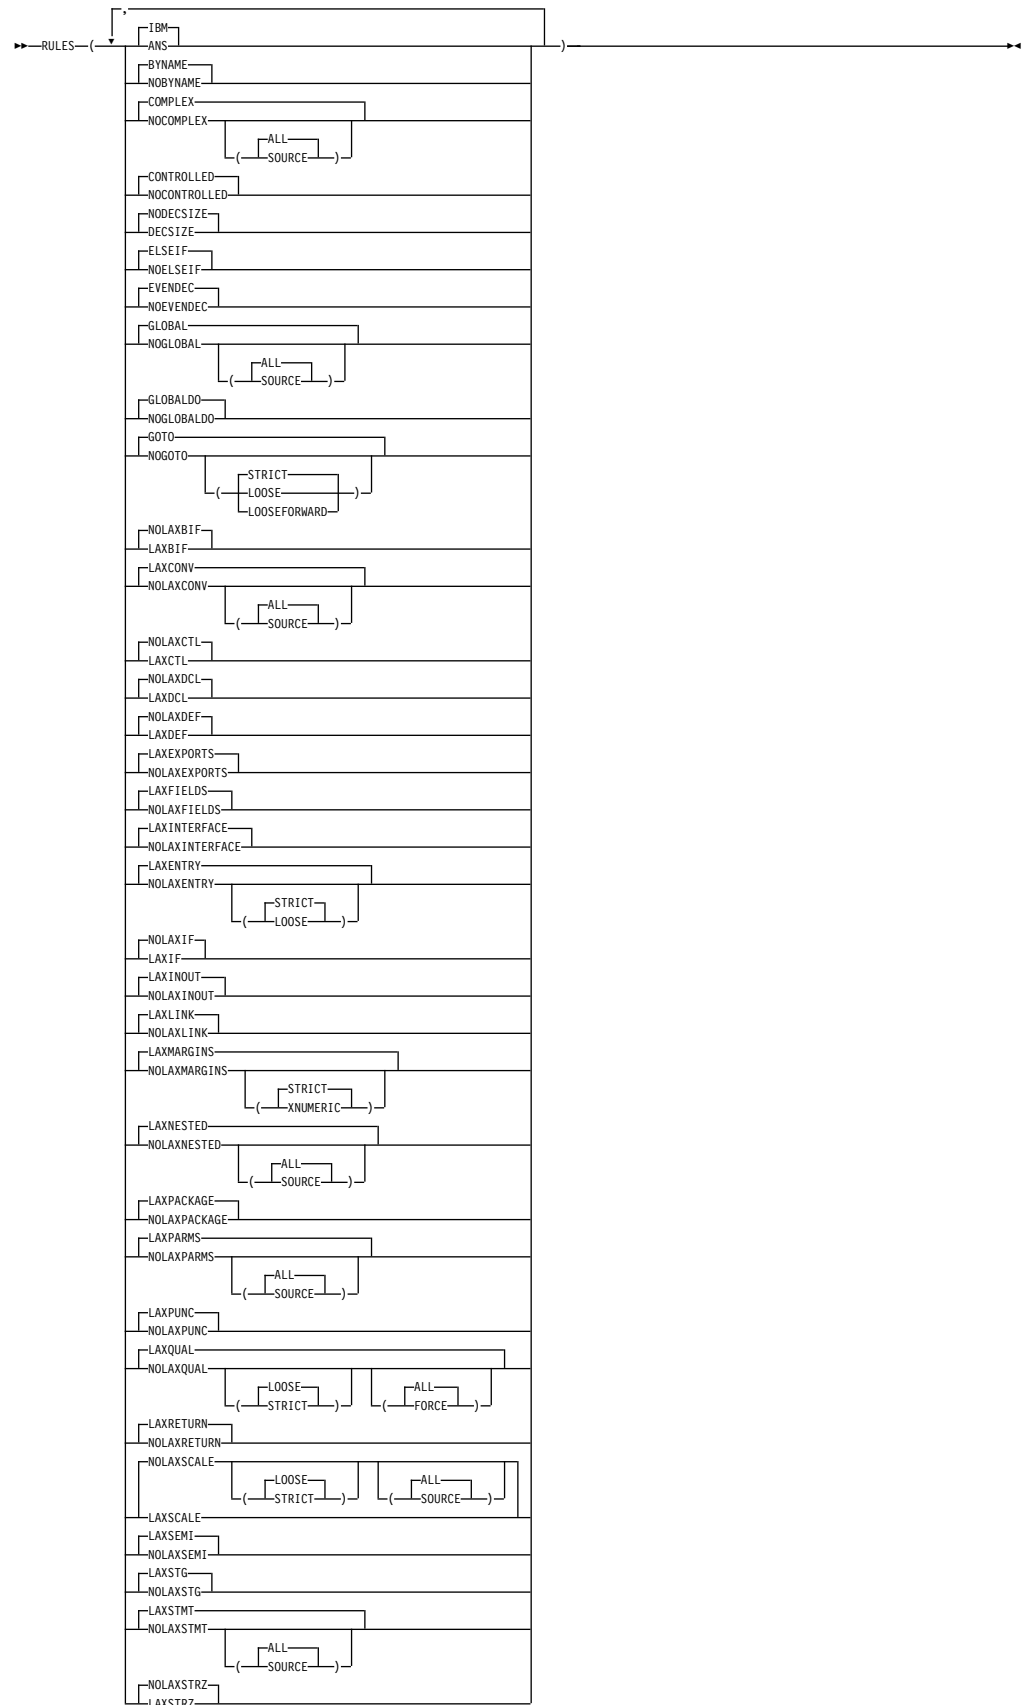 ,
IBM
RULES ( ANS )
BYNAME
NOBYNAME
COMPLEX
NOCOMPLEX
ALL
( SOURCE )
CONTROLLED
NOCONTROLLED
NODECSIZE
DECSIZE
ELSEIF
NOELSEIF
EVENDEC
NOEVENDEC
GLOBAL
NOGLOBAL
ALL
( SOURCE )
GLOBALDO
NOGLOBALDO
GOTO
NOGOTO
STRICT
( LOOSE )
LOOSEFORWARD
NOLAXBIF
LAXBIF
LAXCONV
NOLAXCONV
ALL
( SOURCE )
NOLAXCTL
LAXCTL
NOLAXDCL
LAXDCL
NOLAXDEF
LAXDEF
LAXEXPORTS
NOLAXEXPORTS
LAXFIELDS
NOLAXFIELDS
LAXINTERFACE
NOLAXINTERFACE
LAXENTRY
NOLAXENTRY
STRICT
( LOOSE )
NOLAXIF
LAXIF
LAXINOUT
NOLAXINOUT
LAXLINK
NOLAXLINK
LAXMARGINS
NOLAXMARGINS
STRICT
( XNUMERIC )
LAXNESTED
NOLAXNESTED
ALL
( SOURCE )
LAXPACKAGE
NOLAXPACKAGE
LAXPARMS
NOLAXPARMS
ALL
( SOURCE )
LAXPUNC
NOLAXPUNC
LAXQUAL
NOLAXQUAL
LOOSE ALL
( STRICT ) ( FORCE )
LAXRETURN
NOLAXRETURN
NOLAXSCALE
LOOSE ALL
( STRICT ) ( SOURCE )
LAXSCALE
LAXSEMI
NOLAXSEMI
LAXSTG
NOLAXSTG
LAXSTMT
NOLAXSTMT
ALL
( SOURCE )
NOLAXSTRZ
LAXSTRZ